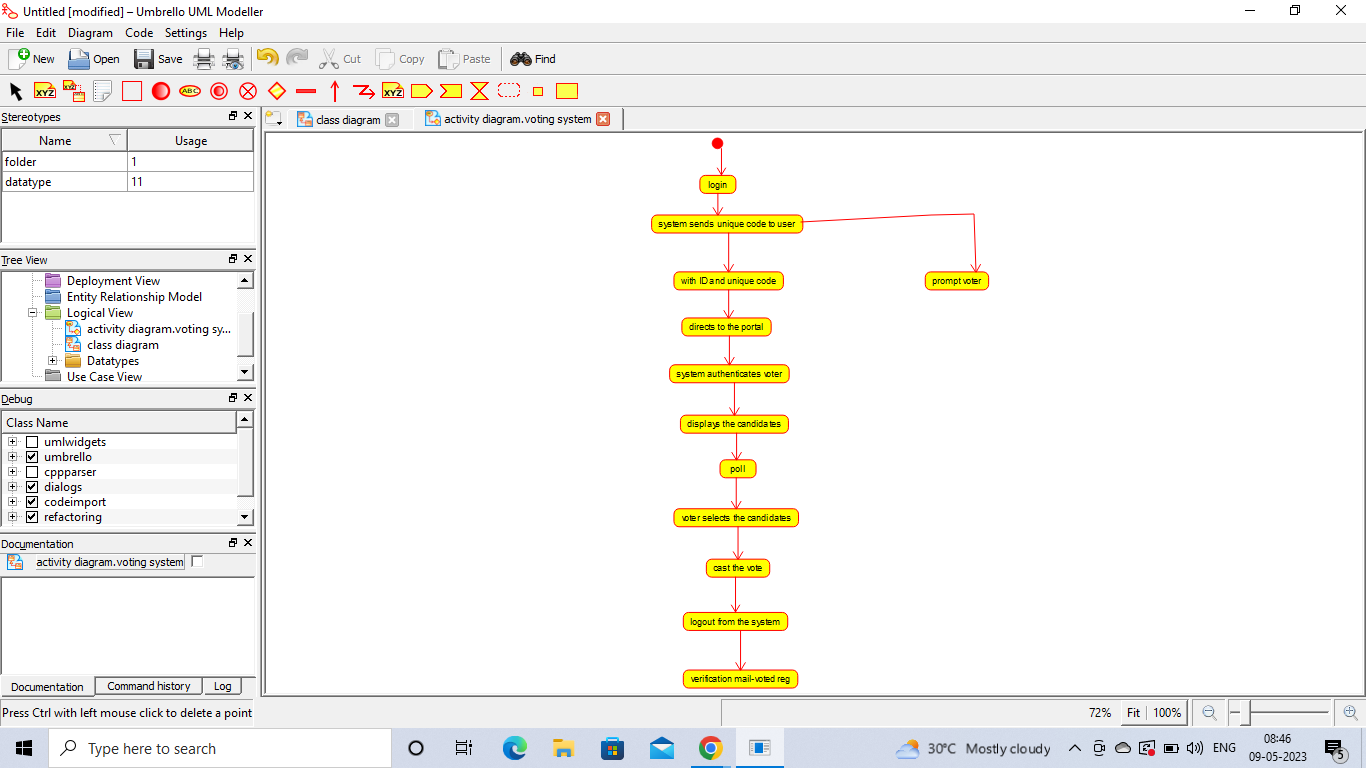 Untitled [modified] – Umbrello UML Modeller
File Edit Diagram Code Settings Help
New Open Save Cut Copy Paste Find
XYZ XYZ ABC XYZ
Stereotypes
Name Usage
folder 1
datatype 11
Tree View
Deployment View
Entity Relationship Model
Logical View
activity diagram.voting sy...
class diagram
Datatypes
Use Case View
Debug
Class Name
umlwidgets
umbrello
cppparser
dialogs
codeimport
refactoring
Documentation
activity diagram.voting system
Documentation Command history Log
class diagram activity diagram.voting system
login
system sends unique code to user
with ID and unique code
prompt voter
directs to the portal
system authenticates voter
displays the candidates
poll
voter selects the candidates
cast the vote
logout from the system
verification mail-voted reg
Press Ctrl with left mouse click to delete a point
72% Fit 100%
Type here to search
30°C Mostly cloudy
ENG
08:46
09-05-2023
5